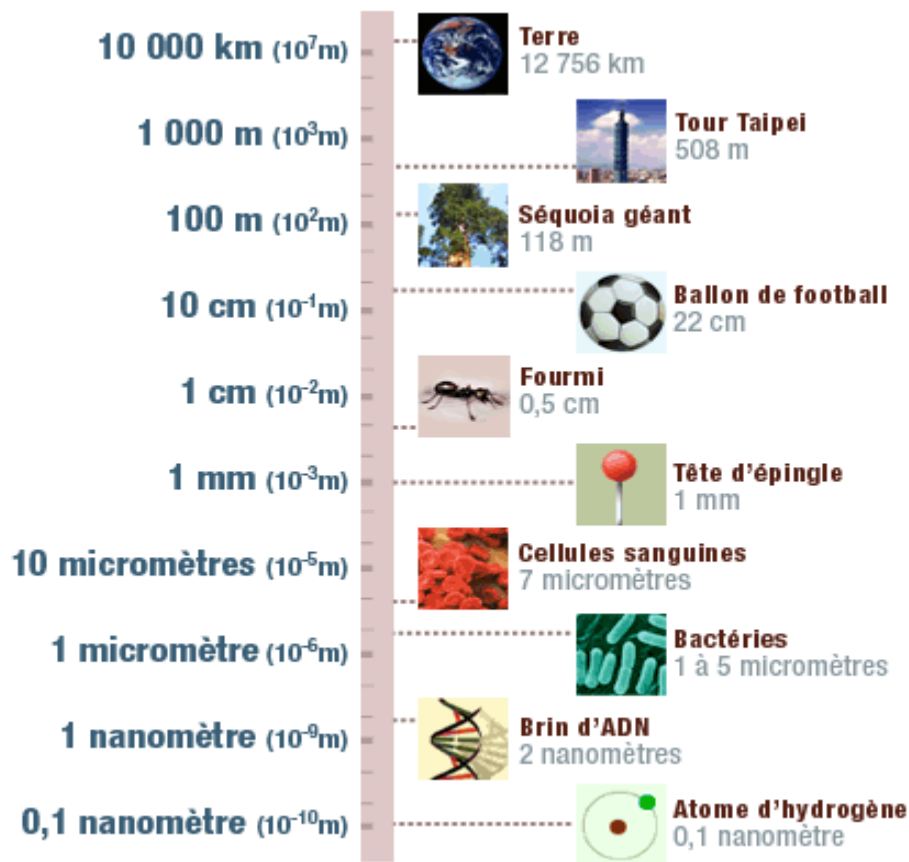 10 000 km (10⁷m)
Terre
12 756 km
1 000 m (10³m)
Tour Taipei
508 m
100 m (10²m)
Séquoia géant
118 m
10 cm (10⁻¹m)
Ballon de football
22 cm
1 cm (10⁻²m)
Fourmi
0,5 cm
1 mm (10⁻³m)
Tête d'épingle
1 mm
10 micromètres (10⁻⁵m)
Cellules sanguines
7 micromètres
1 micromètre (10⁻⁶m)
Bactéries
1 à 5 micromètres
1 nanomètre (10⁻⁹m)
Brin d'ADN
2 nanomètres
0,1 nanomètre (10⁻¹⁰m)
Atome d'hydrogène
0,1 nanomètre